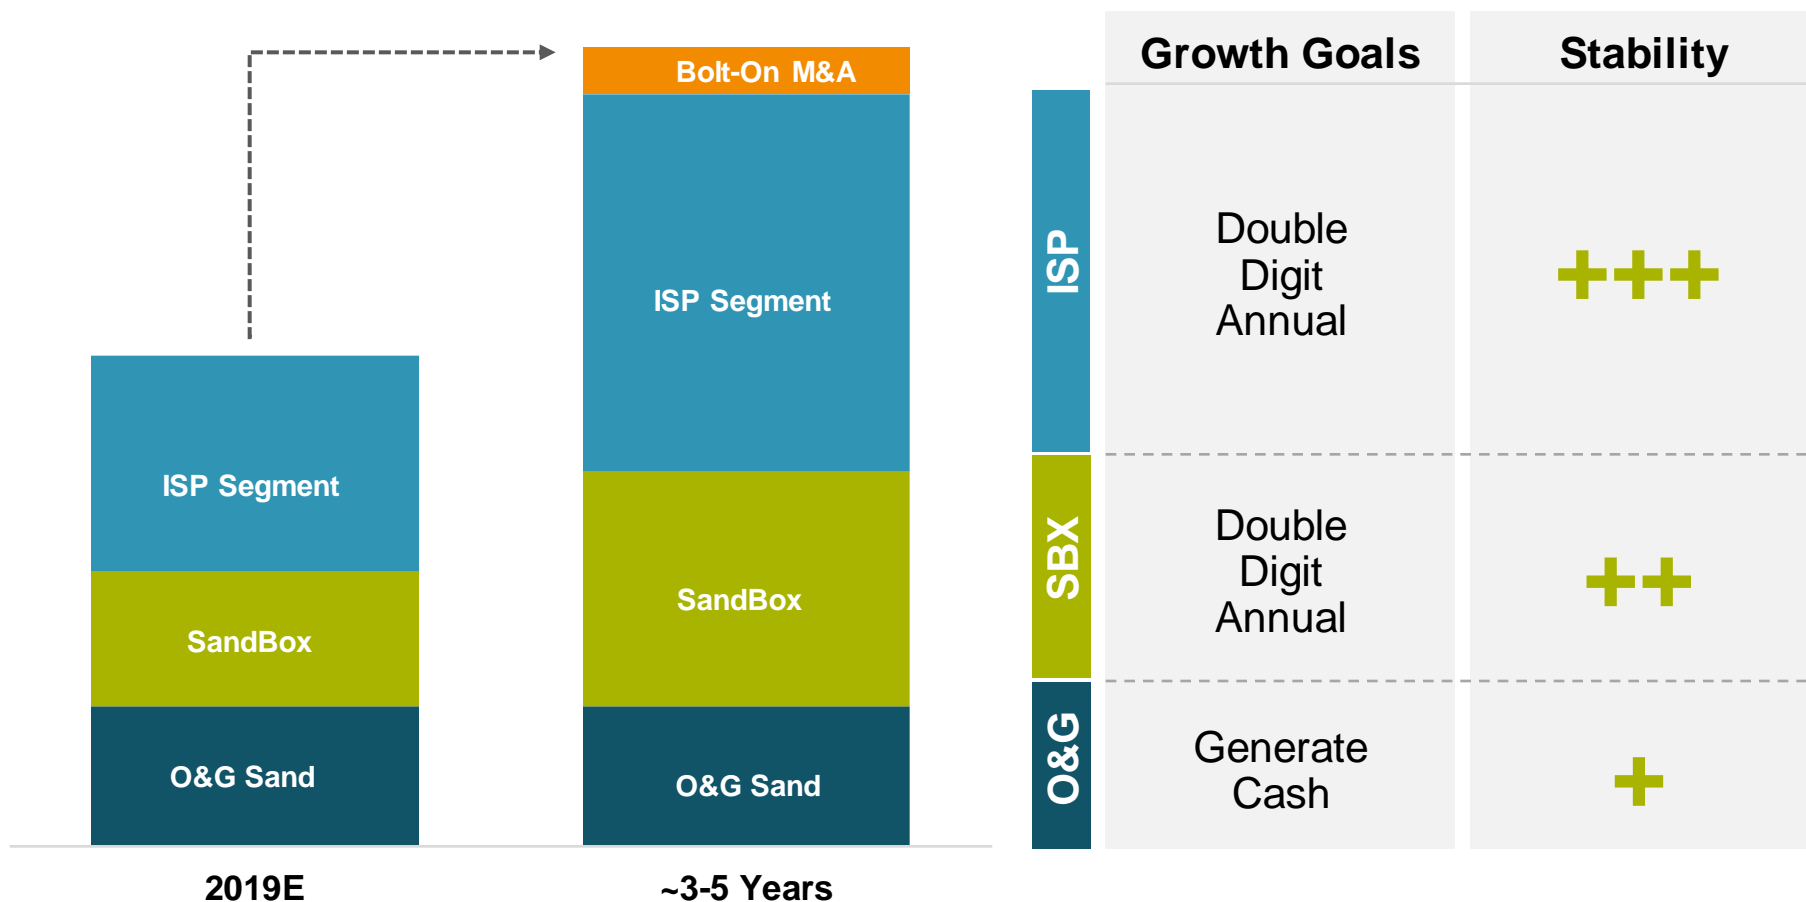 Bolt-On M&A
ISP Segment
SandBox
O&G Sand
ISP Segment
SandBox
O&G Sand
2019E
~3-5 Years
Growth Goals
Stability
ISP
Double
Digit
Annual
+++
SBX
Double
Digit
Annual
++
O&G
Generate
Cash
+